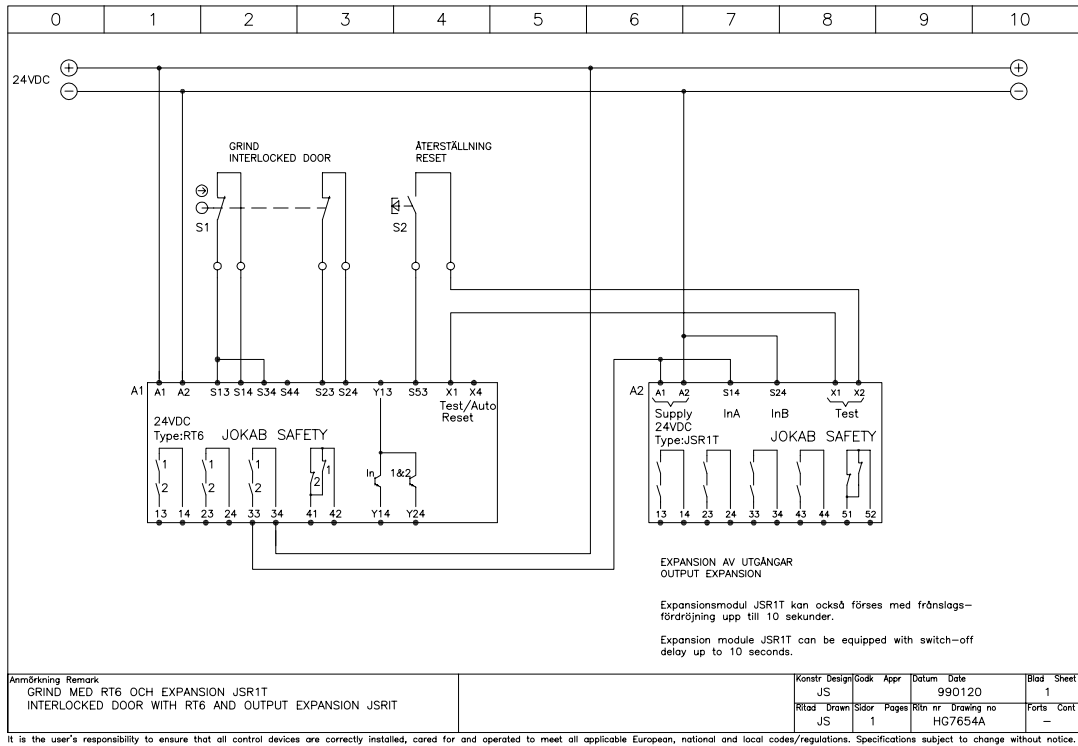 0 1 2 3 4 5 6 7 8 9 10
24VDC + +
− −
GRIND
INTERLOCKED DOOR
ÅTERSTÄLLNING
RESET
S1
S2
A1 A1 A2 S13 S14 S34 S44 S23 S24 Y13 S53 X1 X4
Test/Auto
Reset
24VDC
Type:RT6 JOKAB SAFETY
1 1 1 1
2 2 2 2
In 1&2
13 14 23 24 33 34 41 42 Y14 Y24
A2 A1 A2 S14 S24 X1 X2
Supply InA InB Test
24VDC
Type:JSR1T JOKAB SAFETY
13 14 23 24 33 34 43 44 51 52
EXPANSION AV UTGÅNGAR
OUTPUT EXPANSION
Expansionsmodul JSR1T kan också förses med frånslags−
fördröjning upp till 10 sekunder.
Expansion module JSR1T can be equipped with switch−off
delay up to 10 seconds.
Anmörkning Remark
GRIND MED RT6 OCH EXPANSION JSR1T
INTERLOCKED DOOR WITH RT6 AND OUTPUT EXPANSION JSRIT
Konstr Design Godk Appr Datum Date Blad Sheet
JS 990120 1
Ritad Drawn Sidor Pages Ritn nr Drawing no Forts Cont
JS 1 HG7654A −
It is the user's responsibility to ensure that all control devices are correctly installed, cared for and operated to meet all applicable European, national and local codes/regulations. Specifications subject to change without notice.